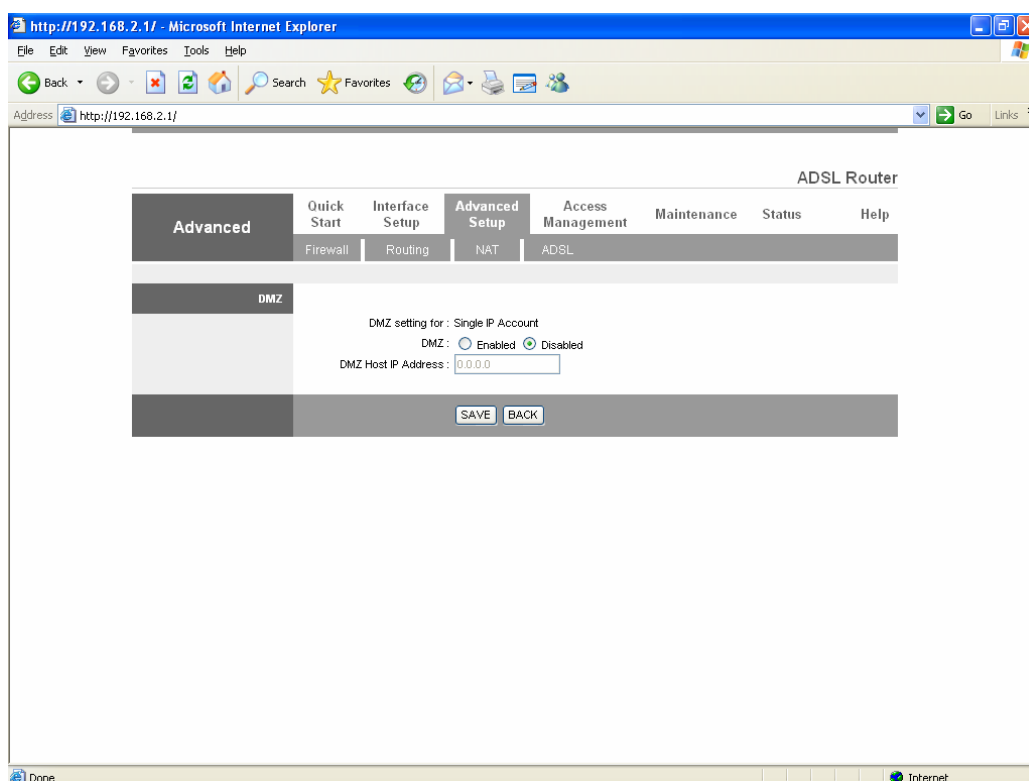 http://192.168.2.1/ - Microsoft Internet Explorer
File Edit View Favorites Tools Help
Back Search Favorites
Address http://192.168.2.1/ Go Links
ADSL Router
Advanced
Quick Start Interface Setup Advanced Setup Access Management Maintenance Status Help
Firewall Routing NAT ADSL
DMZ
DMZ setting for : Single IP Account
DMZ : Enabled Disabled
DMZ Host IP Address : 0.0.0.0
SAVE BACK
Done Internet